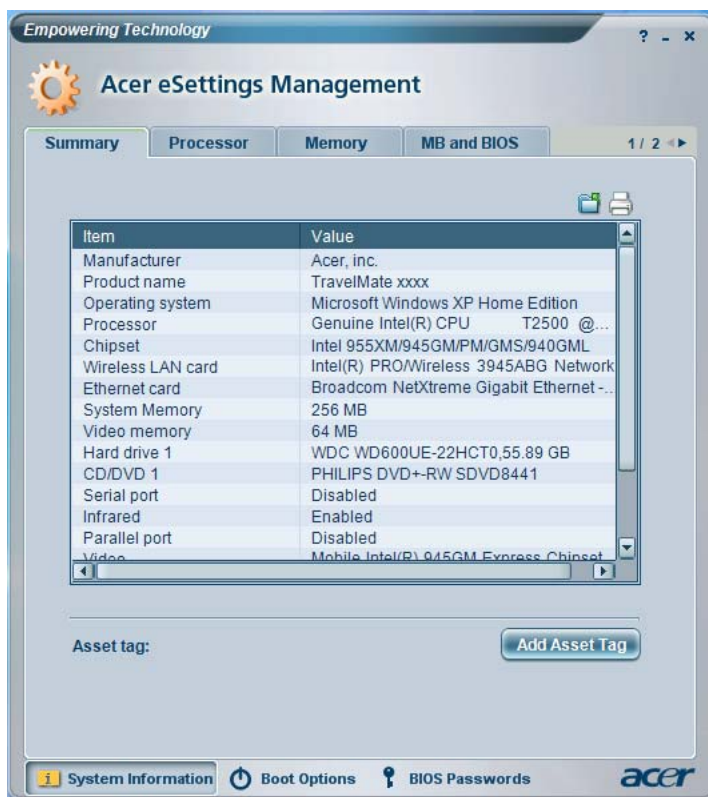 Empowering Technology
? - x
Acer eSettings Management
Summary Processor Memory MB and BIOS 1 / 2
Item Value
Manufacturer Acer, inc.
Product name TravelMate xxxx
Operating system Microsoft Windows XP Home Edition
Processor Genuine Intel(R) CPU T2500 @...
Chipset Intel 955XM/945GM/PM/GMS/940GML
Wireless LAN card Intel(R) PRO/Wireless 3945ABG Network
Ethernet card Broadcom NetXtreme Gigabit Ethernet -...
System Memory 256 MB
Video memory 64 MB
Hard drive 1 WDC WD600UE-22HCT0,55.89 GB
CD/DVD 1 PHILIPS DVD+-RW SDVD8441
Serial port Disabled
Infrared Enabled
Parallel port Disabled
Video Mobile Intel(R) 945GM Express Chipset
Asset tag: Add Asset Tag
i System Information Boot Options BIOS Passwords acer